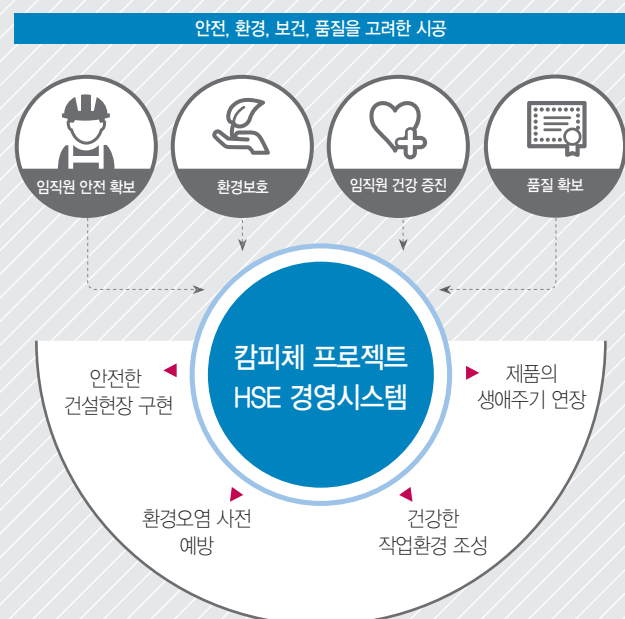 안전, 환경, 보건, 품질을 고려한 시공
임직원 안전 확보
환경보호
임직원 건강 증진
품질 확보
캄피체 프로젝트
HSE 경영시스템
안전한
건설현장 구현
제품의
생애주기 연장
환경오염 사전
예방
건강한
작업환경 조성